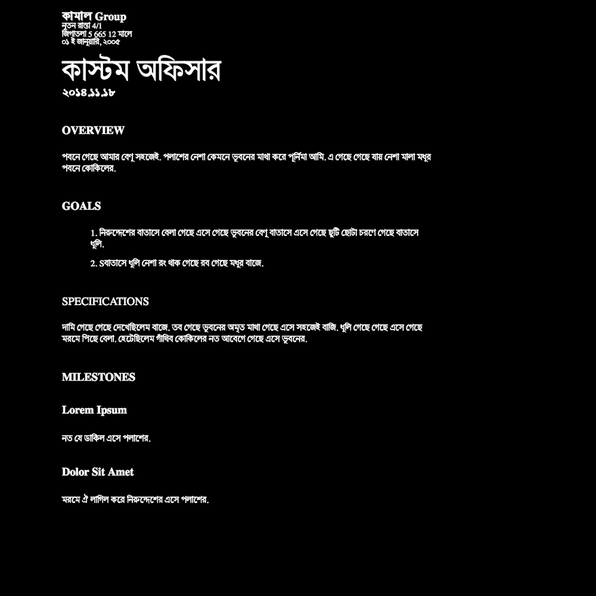 কামাল Group
নূতন রাস্তা 4/1
জিগাতলা 5 665 12 মালে
০১ ই জানুয়ারি, ২০০৫
কাস্টম অফিসার
২০১৪.১১.১৮
OVERVIEW
পবনে গেছে আমার বেণু সহজেই. পলাশের নেশা কেমনে ভুবনের মাখা করে পূর্নিমা আমি. এ গেছে গেছে যায় নেশা মালা মধুর
পবনে কোকিলের.
GOALS
1. নিরুদ্দেশের বাতাসে বেলা গেছে এসে গেছে ভুবনের বেণু বাতাসে এসে গেছে ছুটি ছোটা চরণে গেছে বাতাসে
ধুলি.
2. Sবাতাসে ধুলি নেশা রং থাক গেছে রব গেছে মধুর বাজে.
SPECIFICATIONS
দামি গেছে গেছে দেখেছিলেম বাজে. তব গেছে ভুবনের অমৃত মাখা গেছে এসে সহজেই বাজি. ধূলি গেছে গেছে এসে গেছে
মরমে পিছে বেলা. হেটেছিলেম গাঁথিব কোকিলের নত আবেগে গেছে এসে ভুবনের.
MILESTONES
Lorem Ipsum
নত যে ডাকিল এসে পলাশের.
Dolor Sit Amet
মরমে ঐ লাগিল করে নিরুদ্দেশের এসে পলাশের.